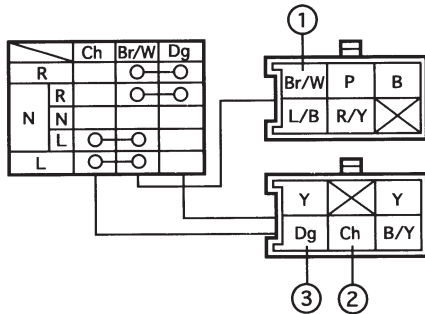 ①
Ch Br/W Dg
R
N R
N
L
L
Br/W P B
L/B R/Y
Y Y
Dg Ch B/Y
③ ②